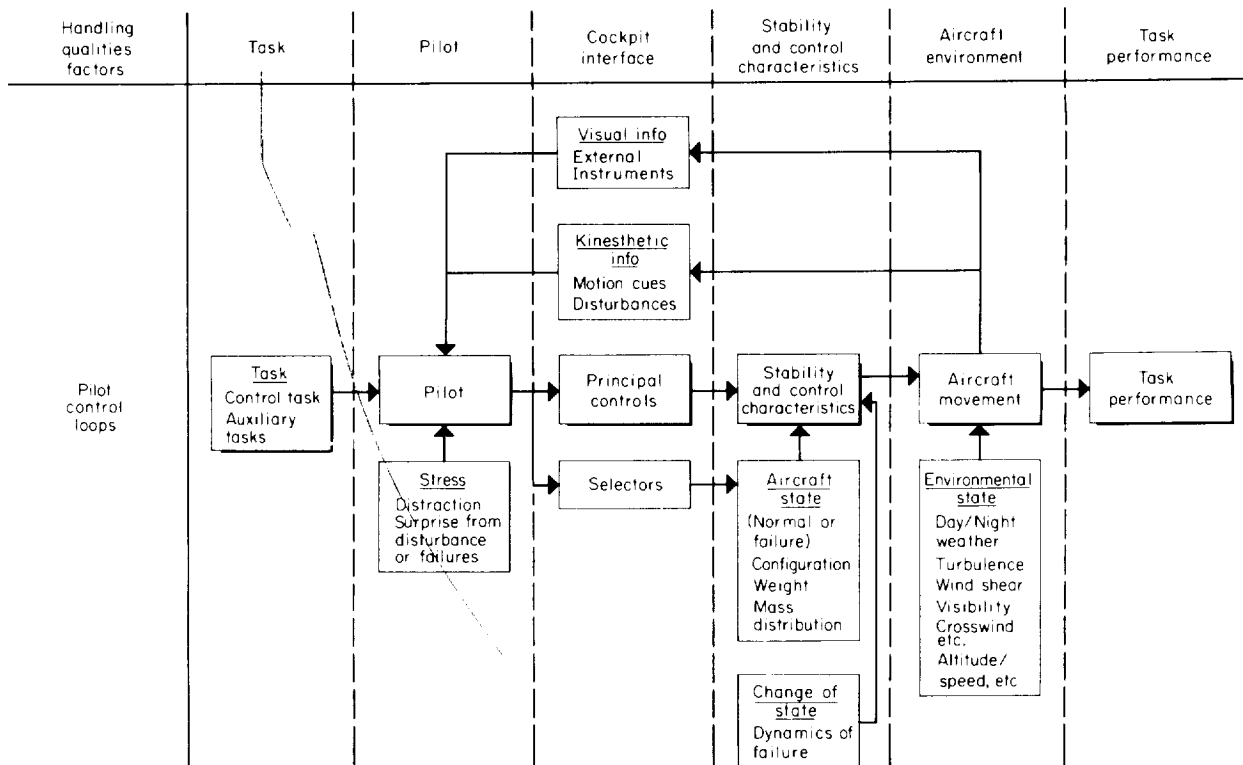 Handling
qualities
factors
Task
Pilot
Cockpit
interface
Stability
and control
characteristics
Aircraft
environment
Task
performance
Visual info
External
Instruments
Kinesthetic
info
Motion cues
Disturbances
Pilot
control
loops
Task
Control task
Auxiliary
tasks
Pilot
Principal
controls
Stability
and control
characteristics
Aircraft
movement
Task
performance
Stress
Distraction
Surprise from
disturbance
or failures
Selectors
Aircraft
state
(Normal or
failure)
Configuration
Weight
Mass
distribution
Environmental
state
Day/Night
weather
Turbulence
Wind shear
Visibility
Crosswind
etc.
Altitude/
speed, etc
Change of
state
Dynamics of
failure